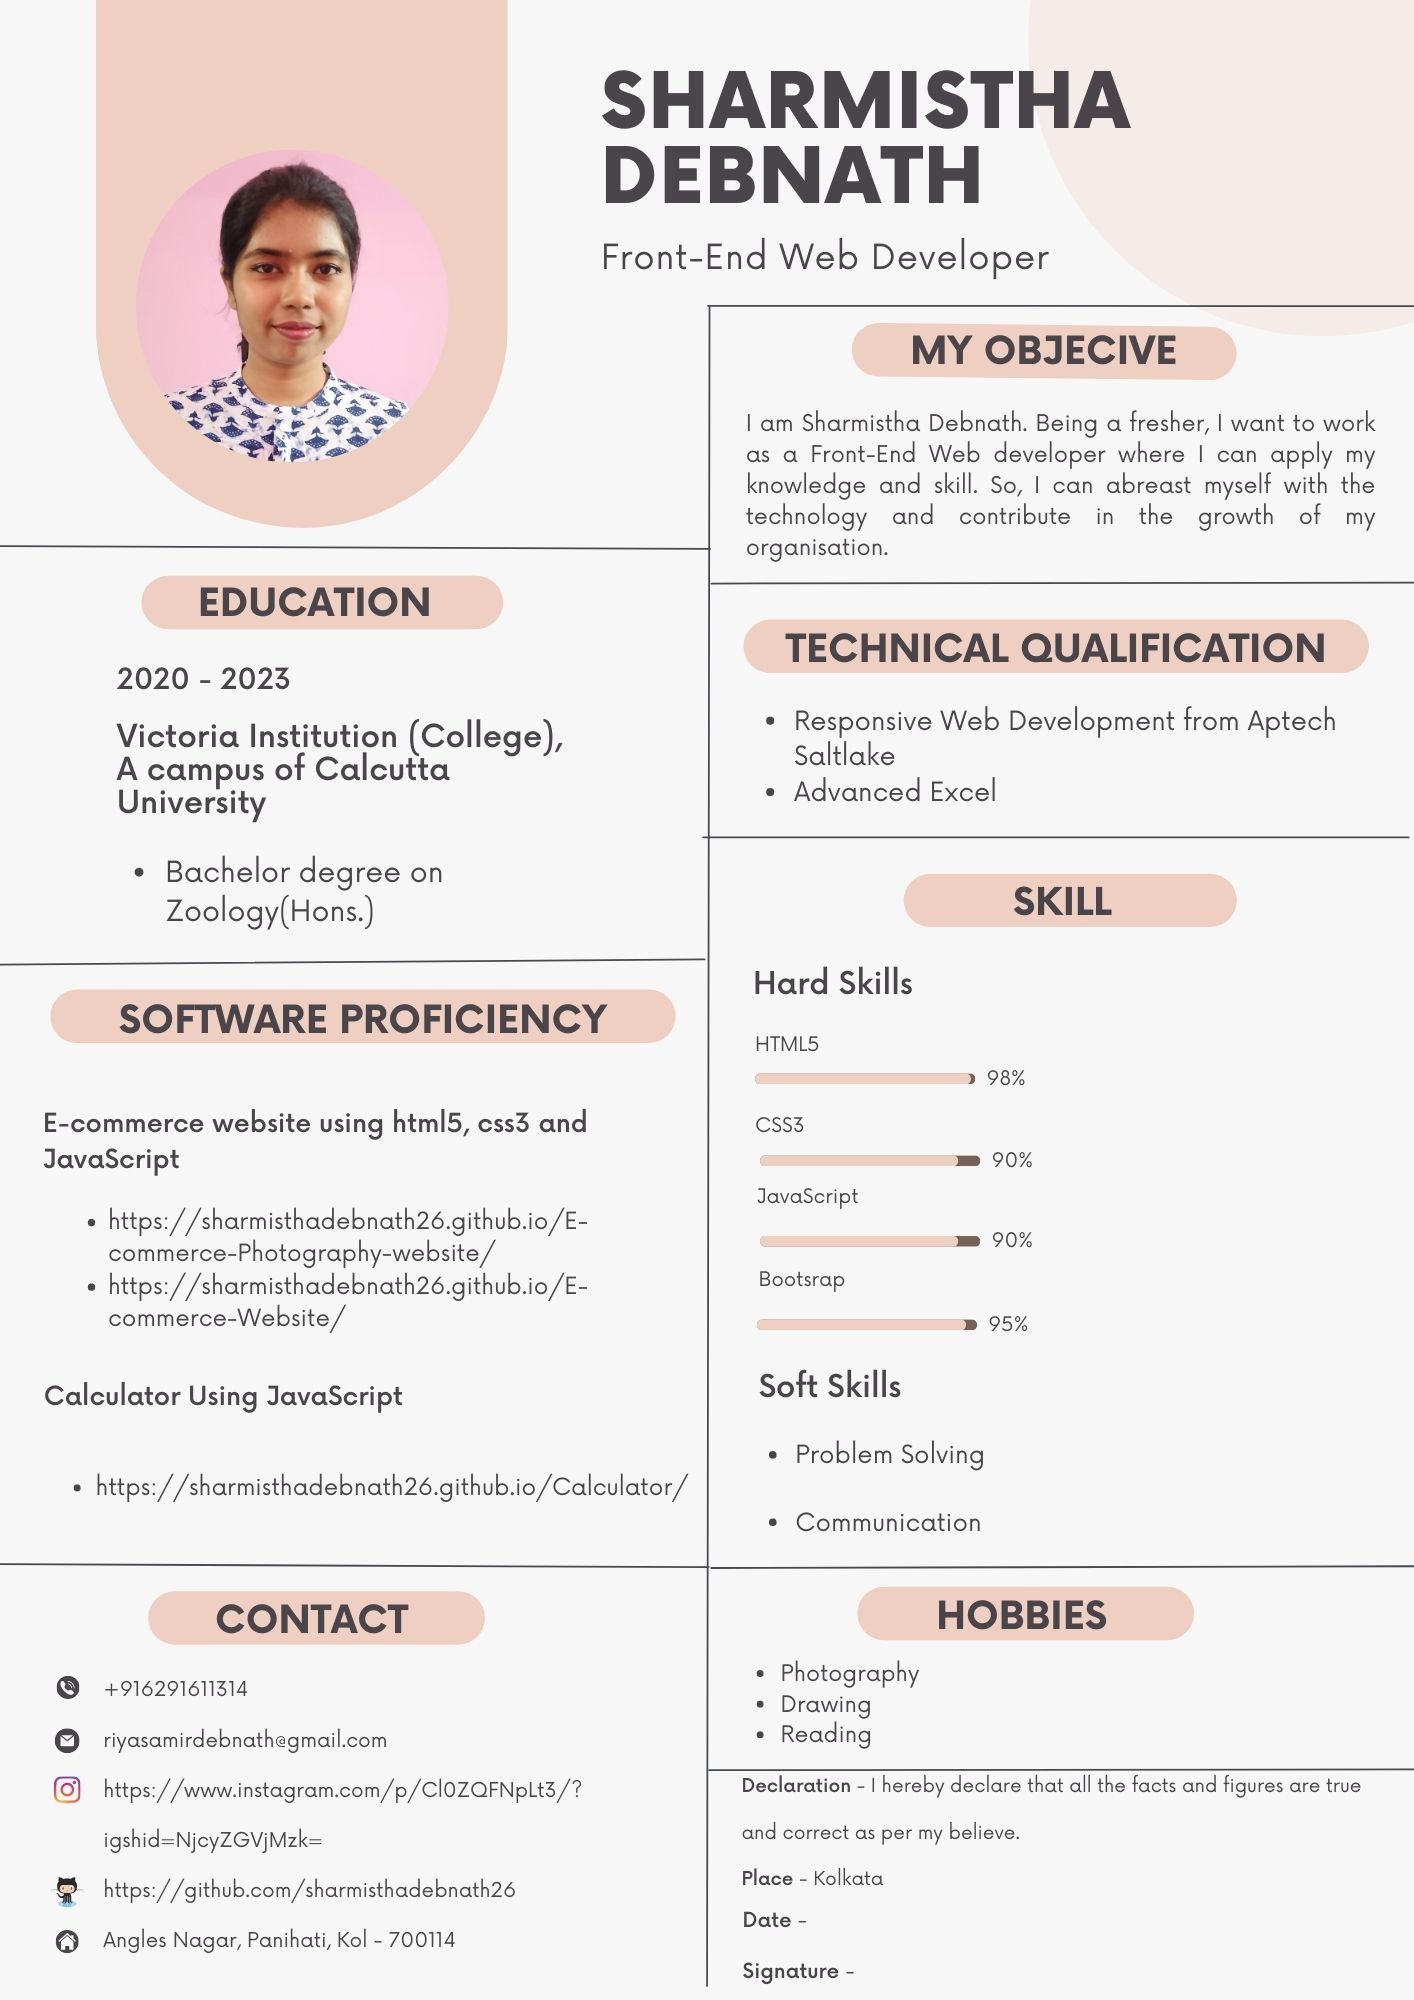 SHARMISTHA
DEBNATH
Front-End Web Developer
MY OBJECIVE
I am Sharmistha Debnath. Being a fresher, I want to work
as a Front-End Web developer where I can apply my
knowledge and skill. So, I can abreast myself with the
technology and contribute in the growth of my
organisation.
EDUCATION
2020 - 2023
Victoria Institution (College),
A campus of Calcutta
University
• Bachelor degree on
Zoology(Hons.)
TECHNICAL QUALIFICATION
• Responsive Web Development from Aptech
Saltlake
• Advanced Excel
SOFTWARE PROFICIENCY
E-commerce website using html5, css3 and
JavaScript
• https://sharmisthadebnath26.github.io/E-
commerce-Photography-website/
• https://sharmisthadebnath26.github.io/E-
commerce-Website/
Calculator Using JavaScript
• https://sharmisthadebnath26.github.io/Calculator/
SKILL
Hard Skills
HTML5
98%
CSS3
90%
JavaScript
90%
Bootsrap
95%
Soft Skills
• Problem Solving
• Communication
CONTACT
+916291611314
riyasamirdebnath@gmail.com
https://www.instagram.com/p/Cl0ZQFNpLt3/?
igshid=NjcyZGVjMzk=
https://github.com/sharmisthadebnath26
Angles Nagar, Panihati, Kol - 700114
HOBBIES
• Photography
• Drawing
• Reading
Declaration - I hereby declare that all the facts and figures are true
and correct as per my believe.
Place - Kolkata
Date -
Signature -